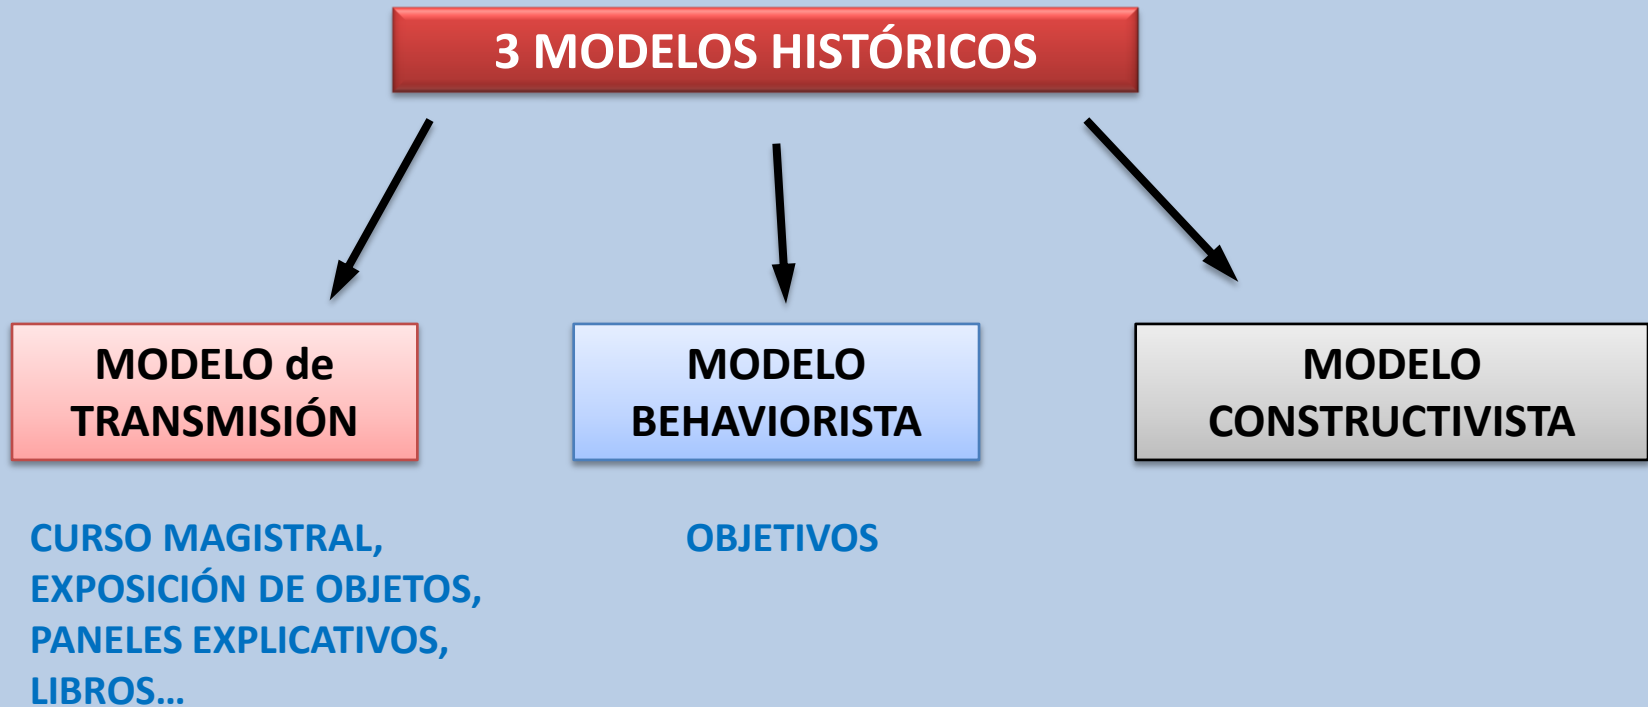 3 MODELOS HISTÓRICOS
MODELO de
TRANSMISIÓN
MODELO
BEHAVIORISTA
MODELO
CONSTRUCTIVISTA
CURSO MAGISTRAL,
EXPOSICIÓN DE OBJETOS,
PANELES EXPLICATIVOS,
LIBROS...
OBJETIVOS